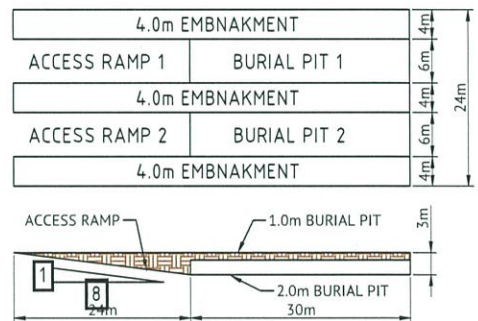 4.0m EMBNAKMENT
4m
ACCESS RAMP 1 BURIAL PIT 1
6m
4.0m EMBNAKMENT
4m
24m
ACCESS RAMP 2 BURIAL PIT 2
6m
4.0m EMBNAKMENT
4m
ACCESS RAMP
1.0m BURIAL PIT
3m
1
8
2.0m BURIAL PIT
24m
30m